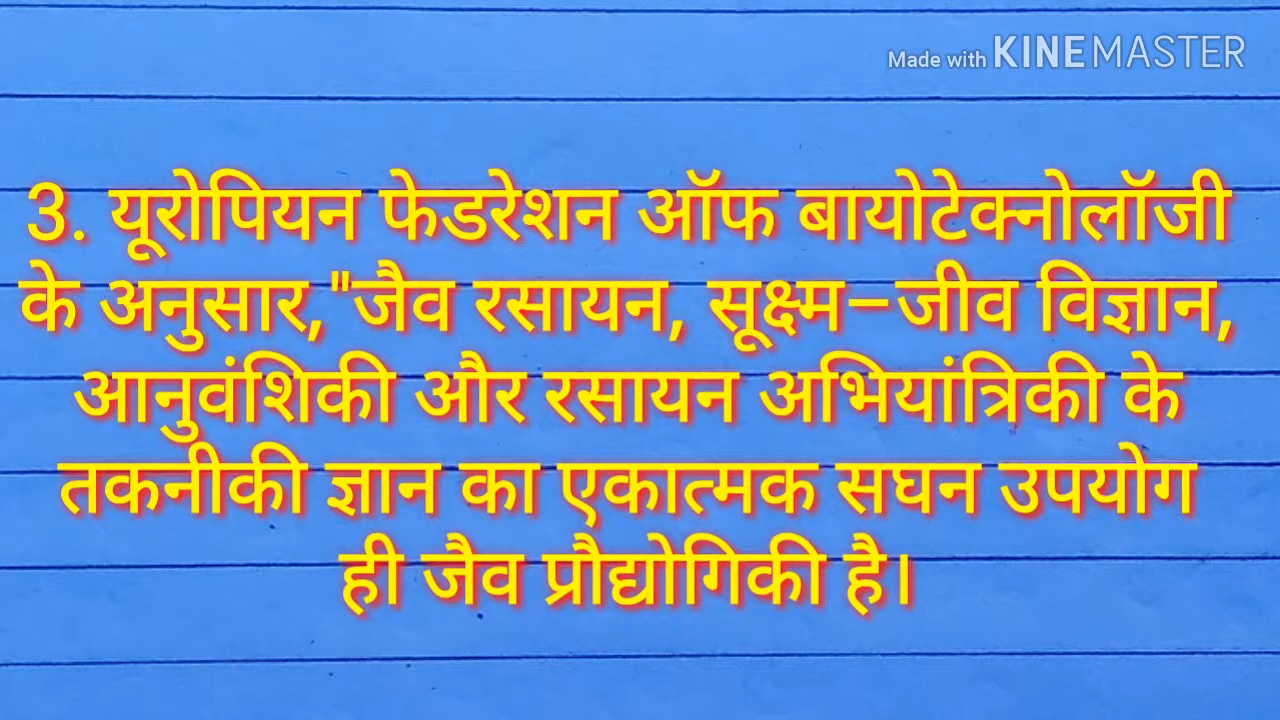 Made with KINEMASTER
3. यूरोपियन फेडरेशन ऑफ बायोटेक्नोलॉजी
के अनुसार,"जैव रसायन, सूक्ष्म–जीव विज्ञान,
आनुवंशिकी और रसायन अभियांत्रिकी के
तकनीकी ज्ञान का एकात्मक सघन उपयोग
ही जैव प्रौद्योगिकी है।